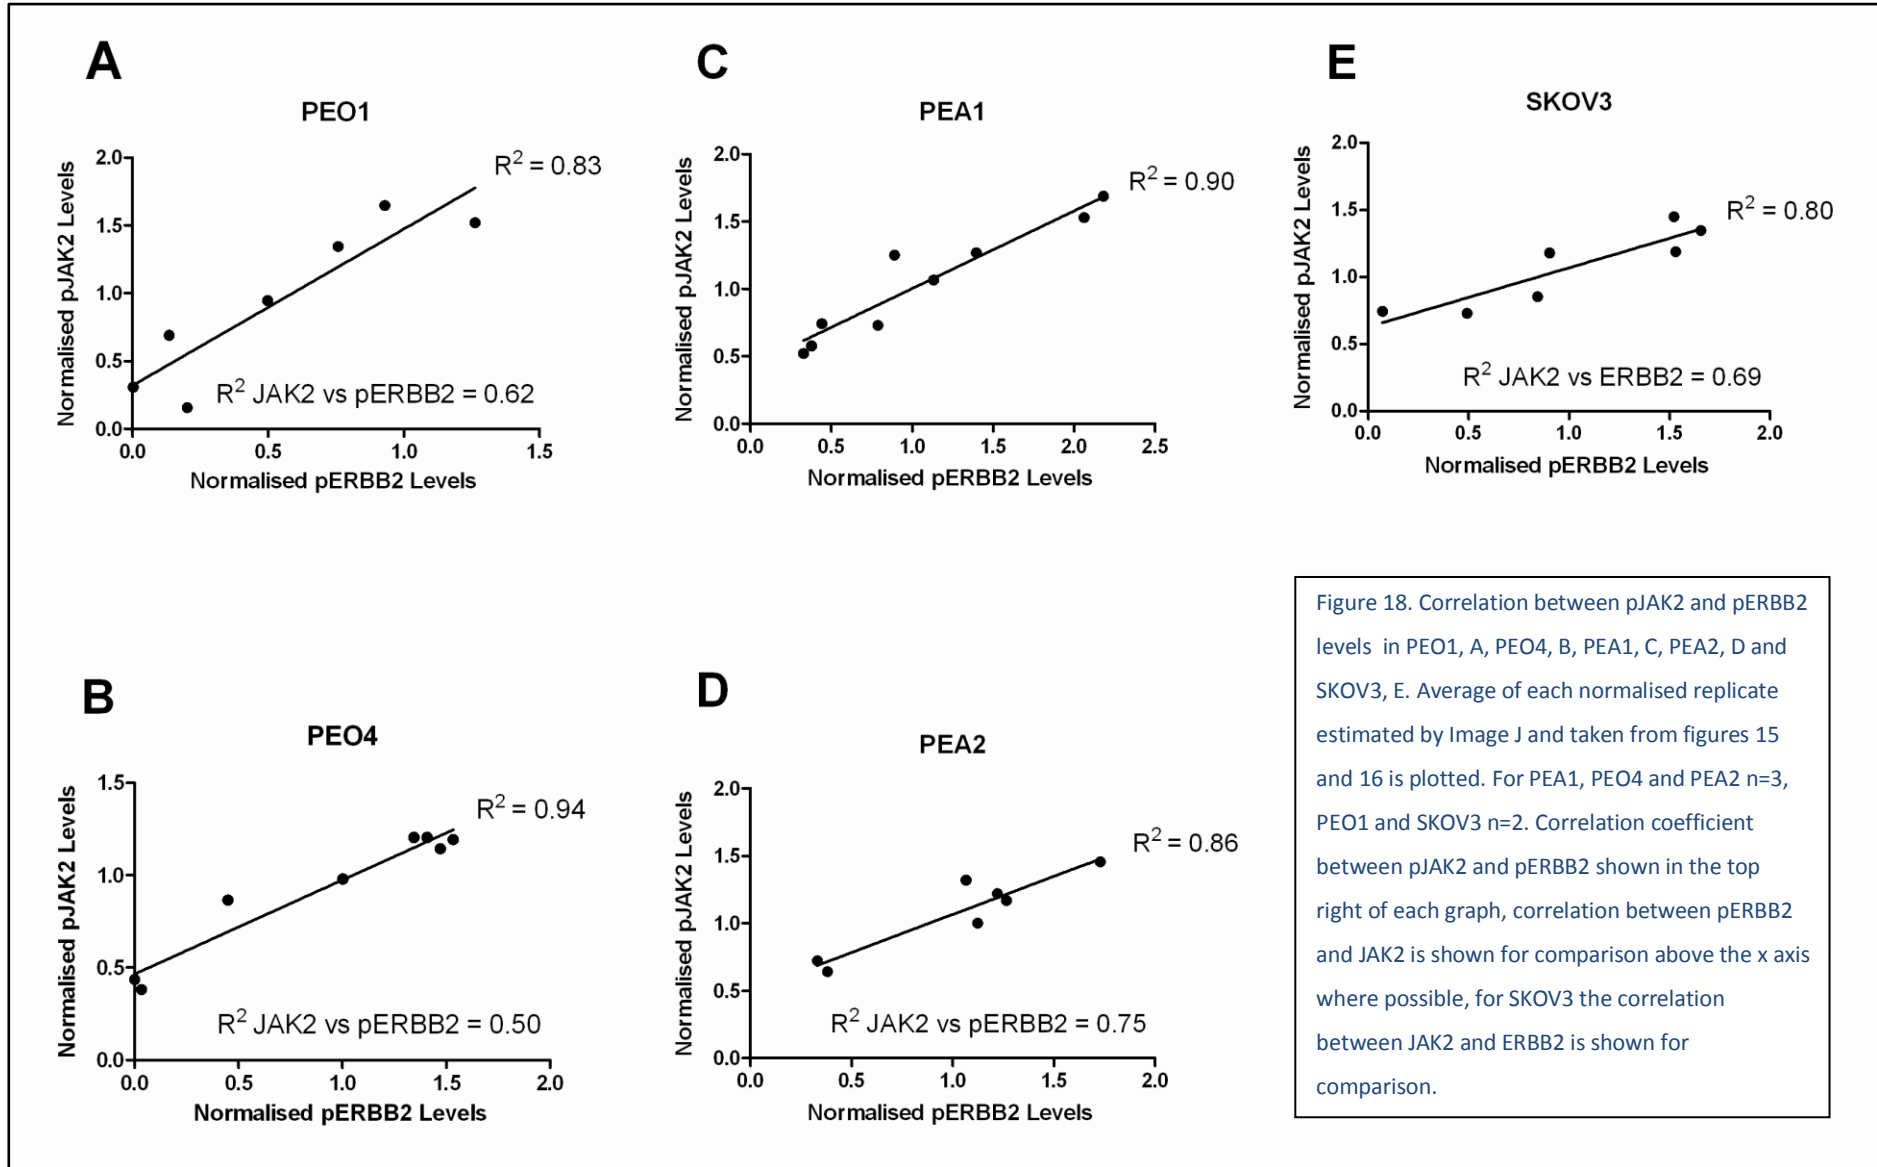 A
PEO1
Normalised pJAK2 Levels
2.0
1.5
1.0
0.5
0.0
R² = 0.83
R² JAK2 vs pERBB2 = 0.62
0.0 0.5 1.0 1.5
Normalised pERBB2 Levels
C
PEA1
Normalised pJAK2 Levels
2.0
1.5
1.0
0.5
0.0
R² = 0.90
0.0 0.5 1.0 1.5 2.0 2.5
Normalised pERBB2 Levels
E
SKOV3
Normalised pJAK2 Levels
2.0
1.5
1.0
0.5
0.0
R² = 0.80
R² JAK2 vs ERBB2 = 0.69
0.0 0.5 1.0 1.5 2.0
Normalised pERBB2 Levels
B
PEO4
Normalised pJAK2 Levels
1.5
1.0
0.5
0.0
R² = 0.94
R² JAK2 vs pERBB2 = 0.50
0.0 0.5 1.0 1.5 2.0
Normalised pERBB2 Levels
D
PEA2
Normalised pJAK2 Levels
2.0
1.5
1.0
0.5
0.0
R² = 0.86
R² JAK2 vs pERBB2 = 0.75
0.0 0.5 1.0 1.5 2.0
Normalised pERBB2 Levels
Figure 18. Correlation between pJAK2 and pERBB2
levels in PEO1, A, PEO4, B, PEA1, C, PEA2, D and
SKOV3, E. Average of each normalised replicate
estimated by Image J and taken from figures 15
and 16 is plotted. For PEA1, PEO4 and PEA2 n=3,
PEO1 and SKOV3 n=2. Correlation coefficient
between pJAK2 and pERBB2 shown in the top
right of each graph, correlation between pERBB2
and JAK2 is shown for comparison above the x axis
where possible, for SKOV3 the correlation
between JAK2 and ERBB2 is shown for
comparison.